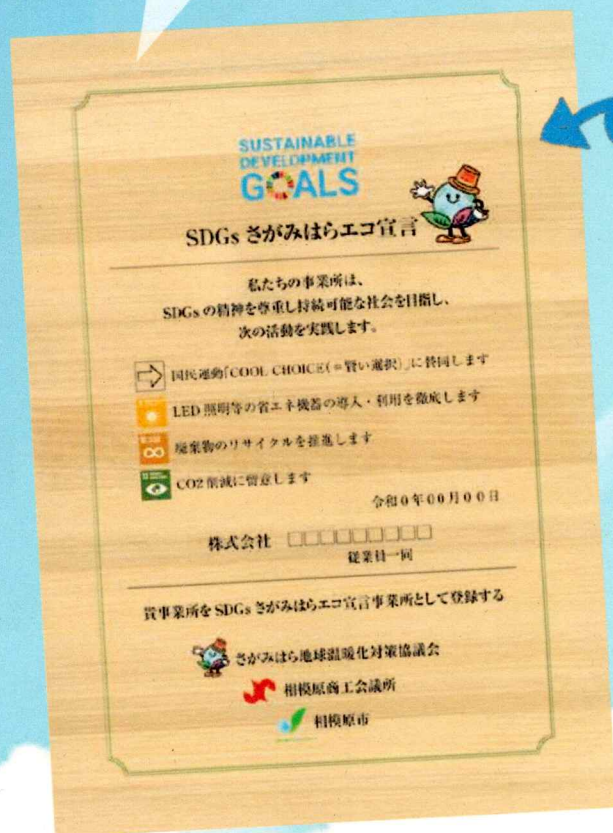 SUSTAINABLE
DEVELOPMENT
GOALS
SDGs さがみはらエコ宣言
私たちの事業所は、
SDGs の精神を尊重し持続可能な社会を目指し、
次の活動を実践します。
国民運動「COOL CHOICE(=賢い選択)」に賛同します
LED 照明等の省エネ機器の導入・利用を徹底します
廃棄物のリサイクルを推進します
CO2 削減に留意します
令和0年00月00日
株式会社 □□□□□□□□□
従業員一同
貴事業所を SDGs さがみはらエコ宣言事業所として登録する
さがみはら地球温暖化対策協議会
相模原商工会議所
相模原市